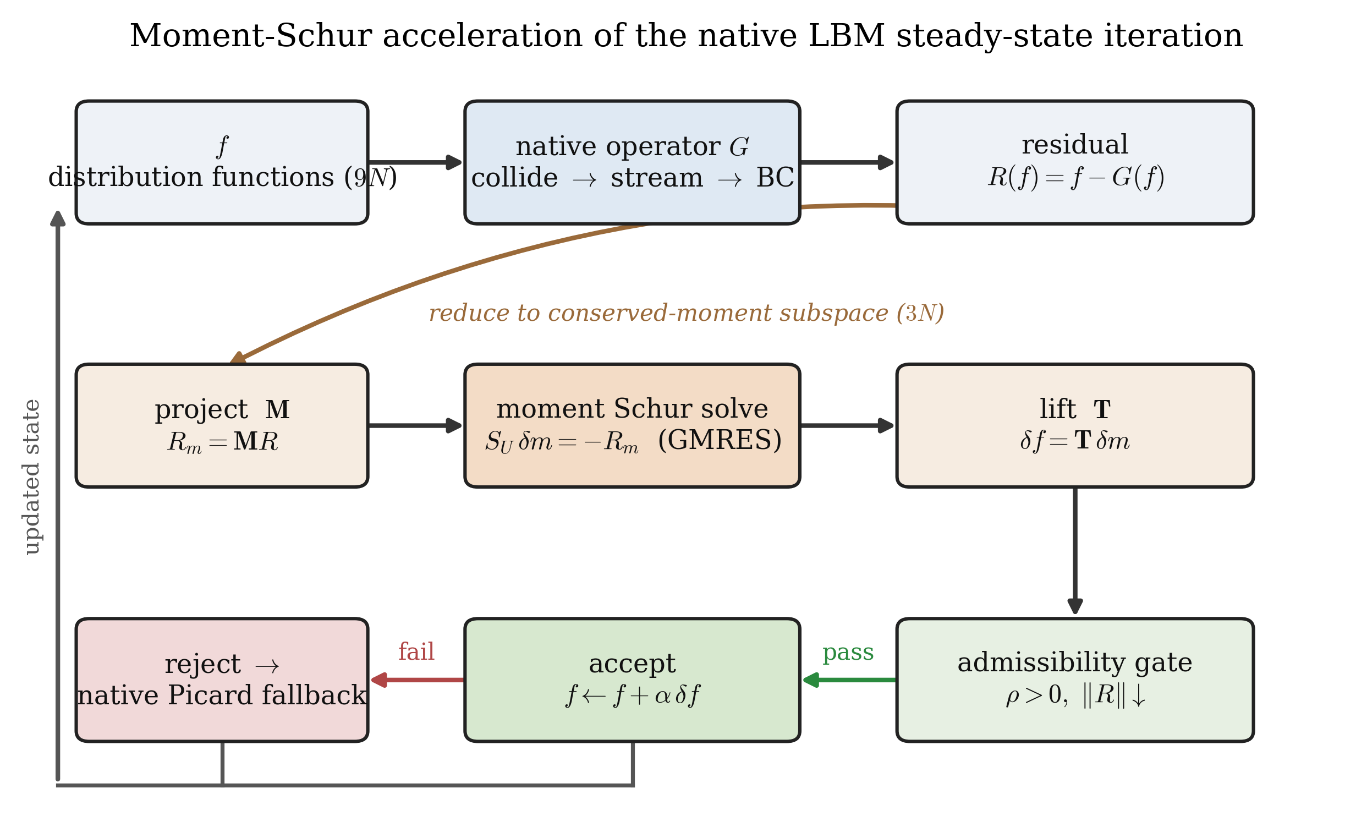 Moment-Schur acceleration of the native LBM steady-state iteration
f
distribution functions (9N)
native operator G
collide → stream → BC
residual
R(f) = f − G(f)
reduce to conserved-moment subspace (3N)
project M
R_m = MR
moment Schur solve
S_U δm = −R_m (GMRES)
lift T
δf = T δm
updated state
reject →
native Picard fallback
fail
accept
f ← f + α δf
pass
admissibility gate
ρ > 0, ‖R‖ ↓